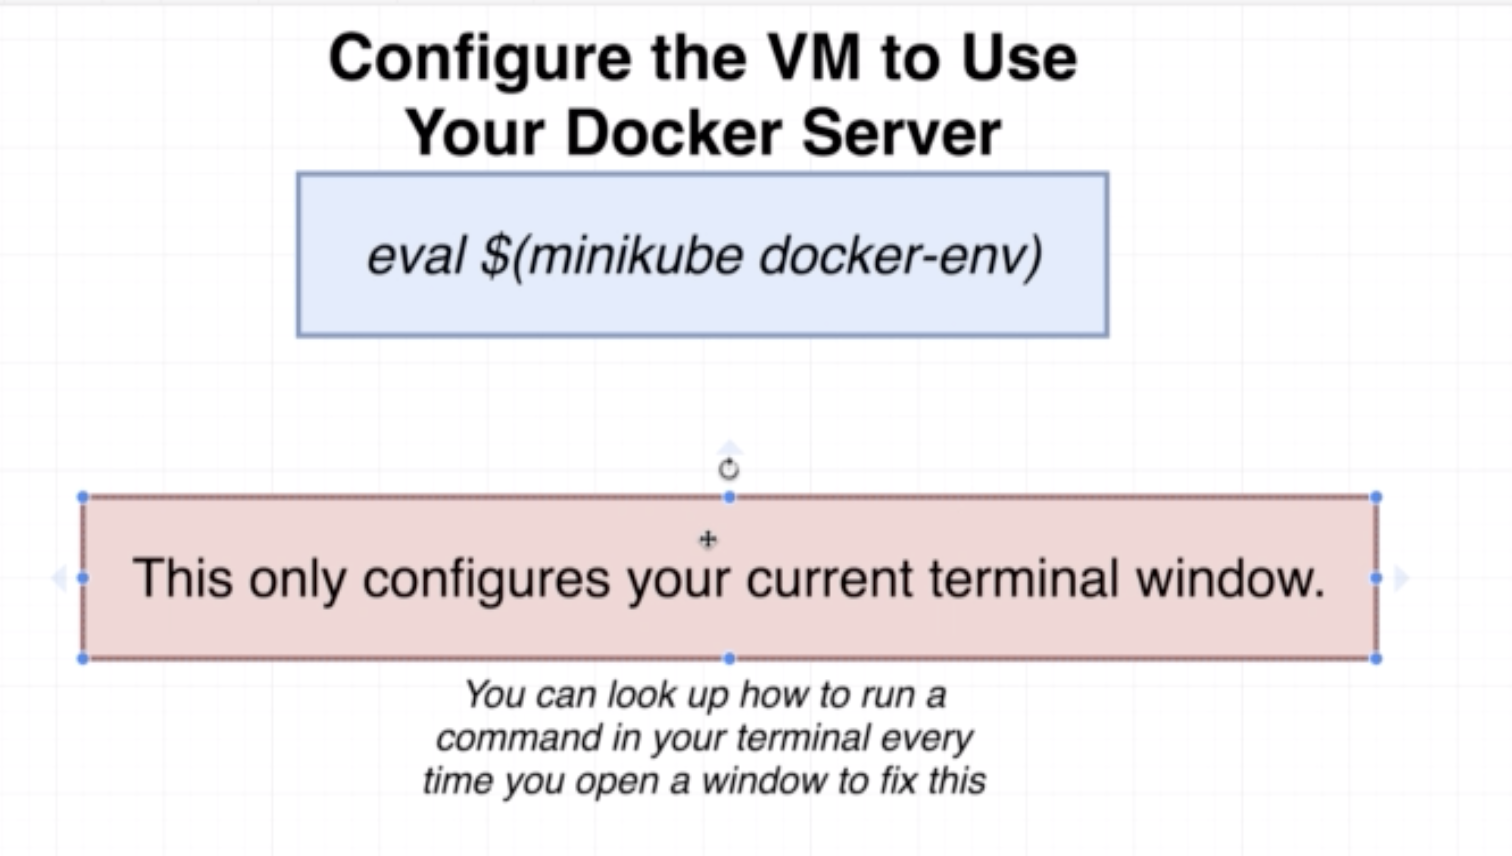 Configure the VM to Use
Your Docker Server
eval $(minikube docker-env)
This only configures your current terminal window.
You can look up how to run a
command in your terminal every
time you open a window to fix this